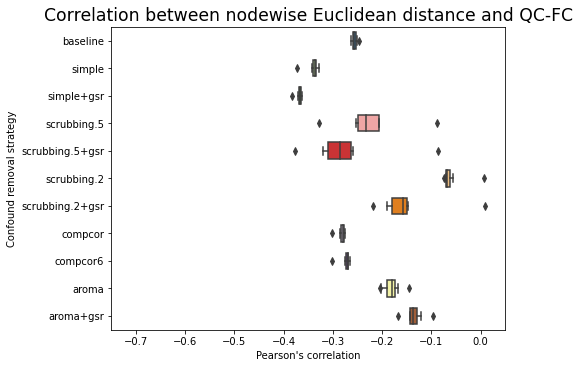 Correlation between nodewise Euclidean distance and QC-FC
baseline
simple
simple+gsr
scrubbing.5
scrubbing.5+gsr
scrubbing.2
scrubbing.2+gsr
compcor
compcor6
aroma
aroma+gsr
Confound removal strategy
−0.7 −0.6 −0.5 −0.4 −0.3 −0.2 −0.1 0.0
Pearson's correlation